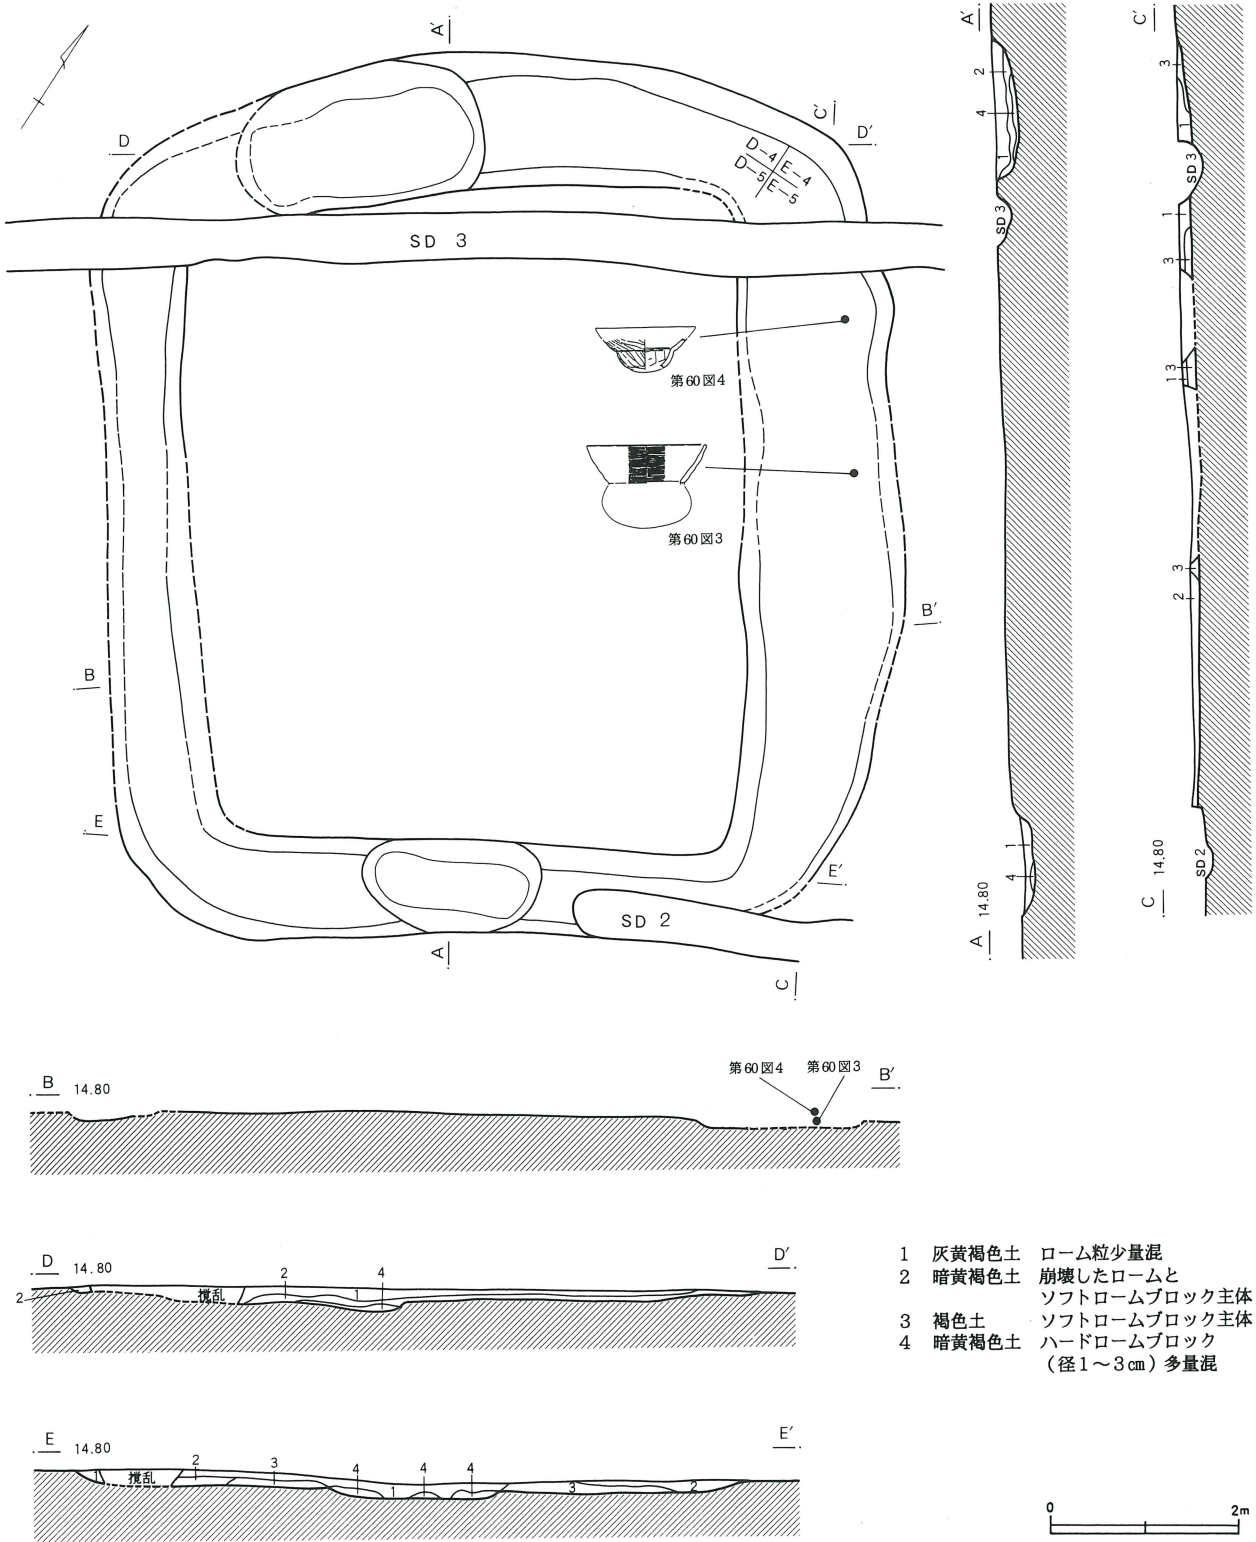 A′
C′
D
D′
D-4 E-4
D-5 E-5
SD 3
第60図4
第60図3
B′
B
E
E′
SD 2
A
C
A′
2
4
1
SD 3
1
4
14.80
A
C′
3
1
SD 3
1
3
3
1
3
2
SD 2
14.80
C
第60図4 第60図3
B 14.80 B′
D 14.80 D′
2 4
2 撹乱 1
E 14.80 E′
2 3 4 4 4
1 撹乱 1 3 2
1 灰黄褐色土 ローム粒少量混
2 暗黄褐色土 崩壊したロームと
ソフトロームブロック主体
3 褐色土 ソフトロームブロック主体
4 暗黄褐色土 ハードロームブロック
（径1～3㎝）多量混
0 2m